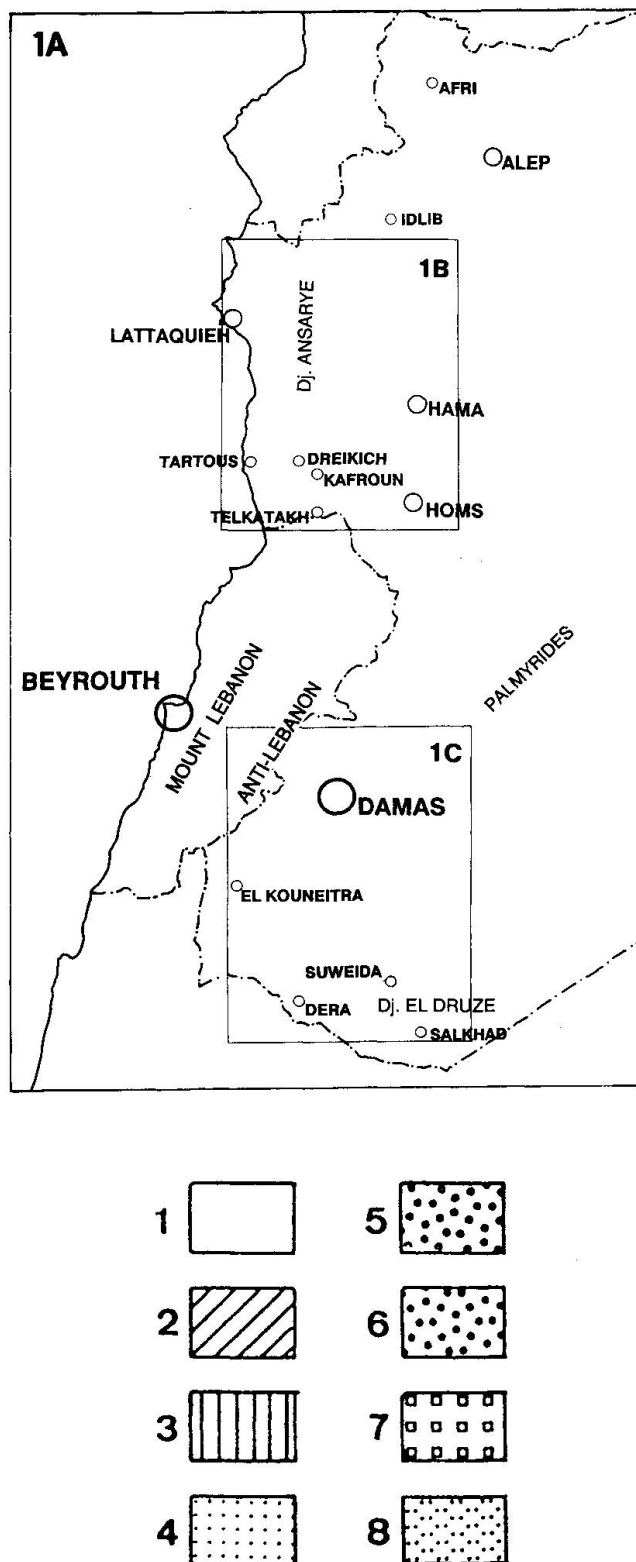 1A
AFRI
ALEP
IDLIB
1B
Dj. ANSARYE
LATTAQUIEH
HAMA
TARTOUS
DREIKICH
KAFROUN
TELKATAKH
HOMS
BEYROUTH
MOUNT LEBANON
ANTI-LEBANON
PALMYRIDES
1C
DAMAS
EL KOUNEITRA
SUWEIDA
DERA
Dj. EL DRUZE
SALKHAD
1
5
2
6
3
7
4
8